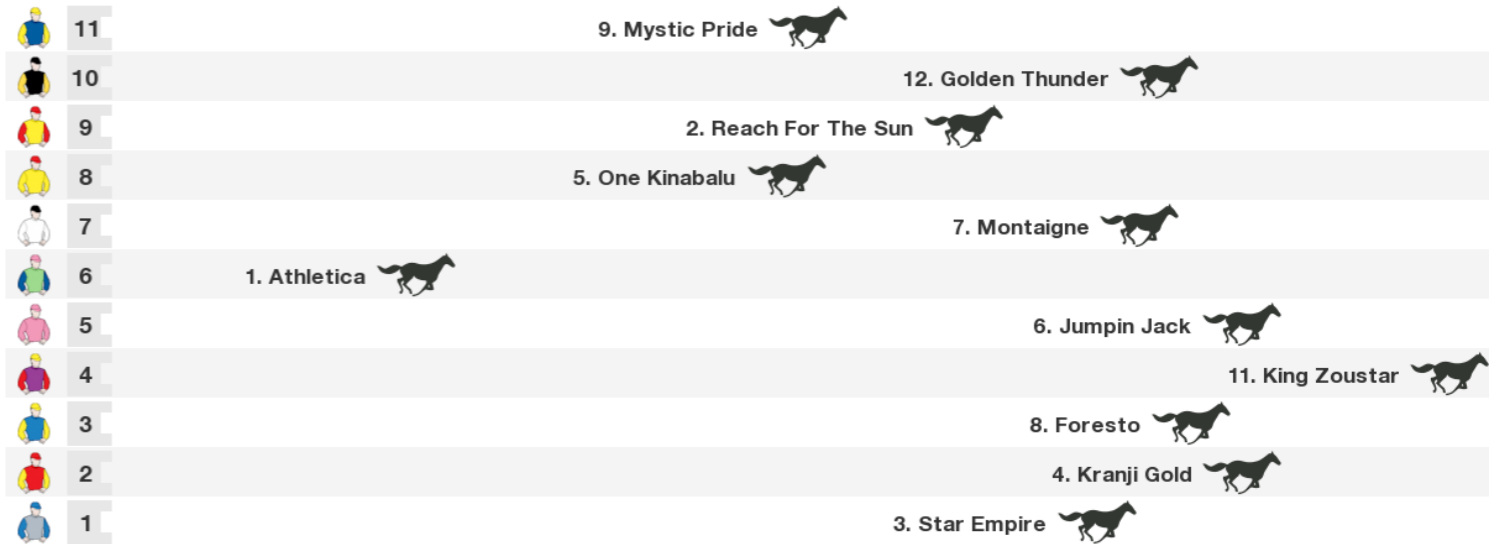 11 9. Mystic Pride
10 12. Golden Thunder
9 2. Reach For The Sun
8 5. One Kinabalu
7 7. Montaigne
6 1. Athletica
5 6. Jumpin Jack
4 11. King Zoustar
3 8. Foresto
2 4. Kranji Gold
1 3. Star Empire